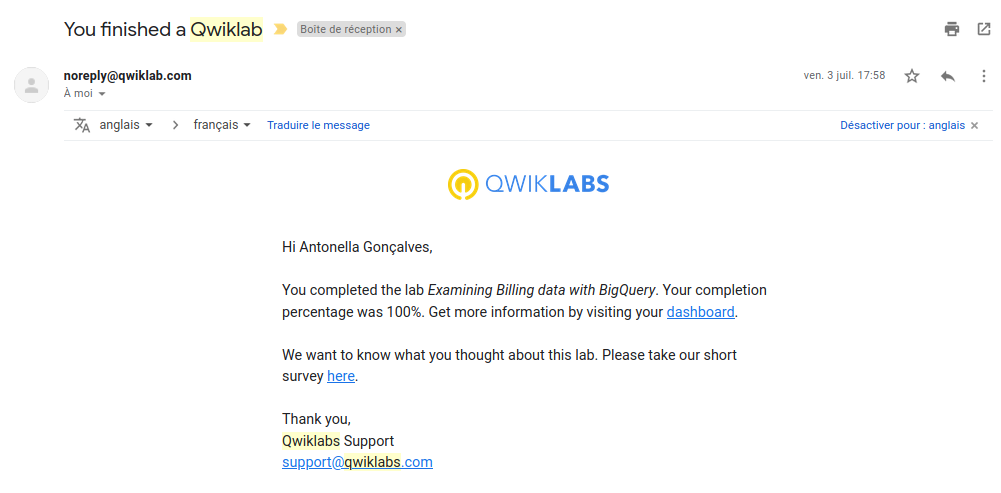 You finished a Qwiklab
Boîte de réception ×
noreply@qwiklab.com
ven. 3 juil. 17:58
À moi
anglais > français Traduire le message Désactiver pour : anglais ×
QWIKLABS
Hi Antonella Gonçalves,
You completed the lab Examining Billing data with BigQuery. Your completion
percentage was 100%. Get more information by visiting your dashboard.
We want to know what you thought about this lab. Please take our short
survey here.
Thank you,
Qwiklabs Support
support@qwiklabs.com